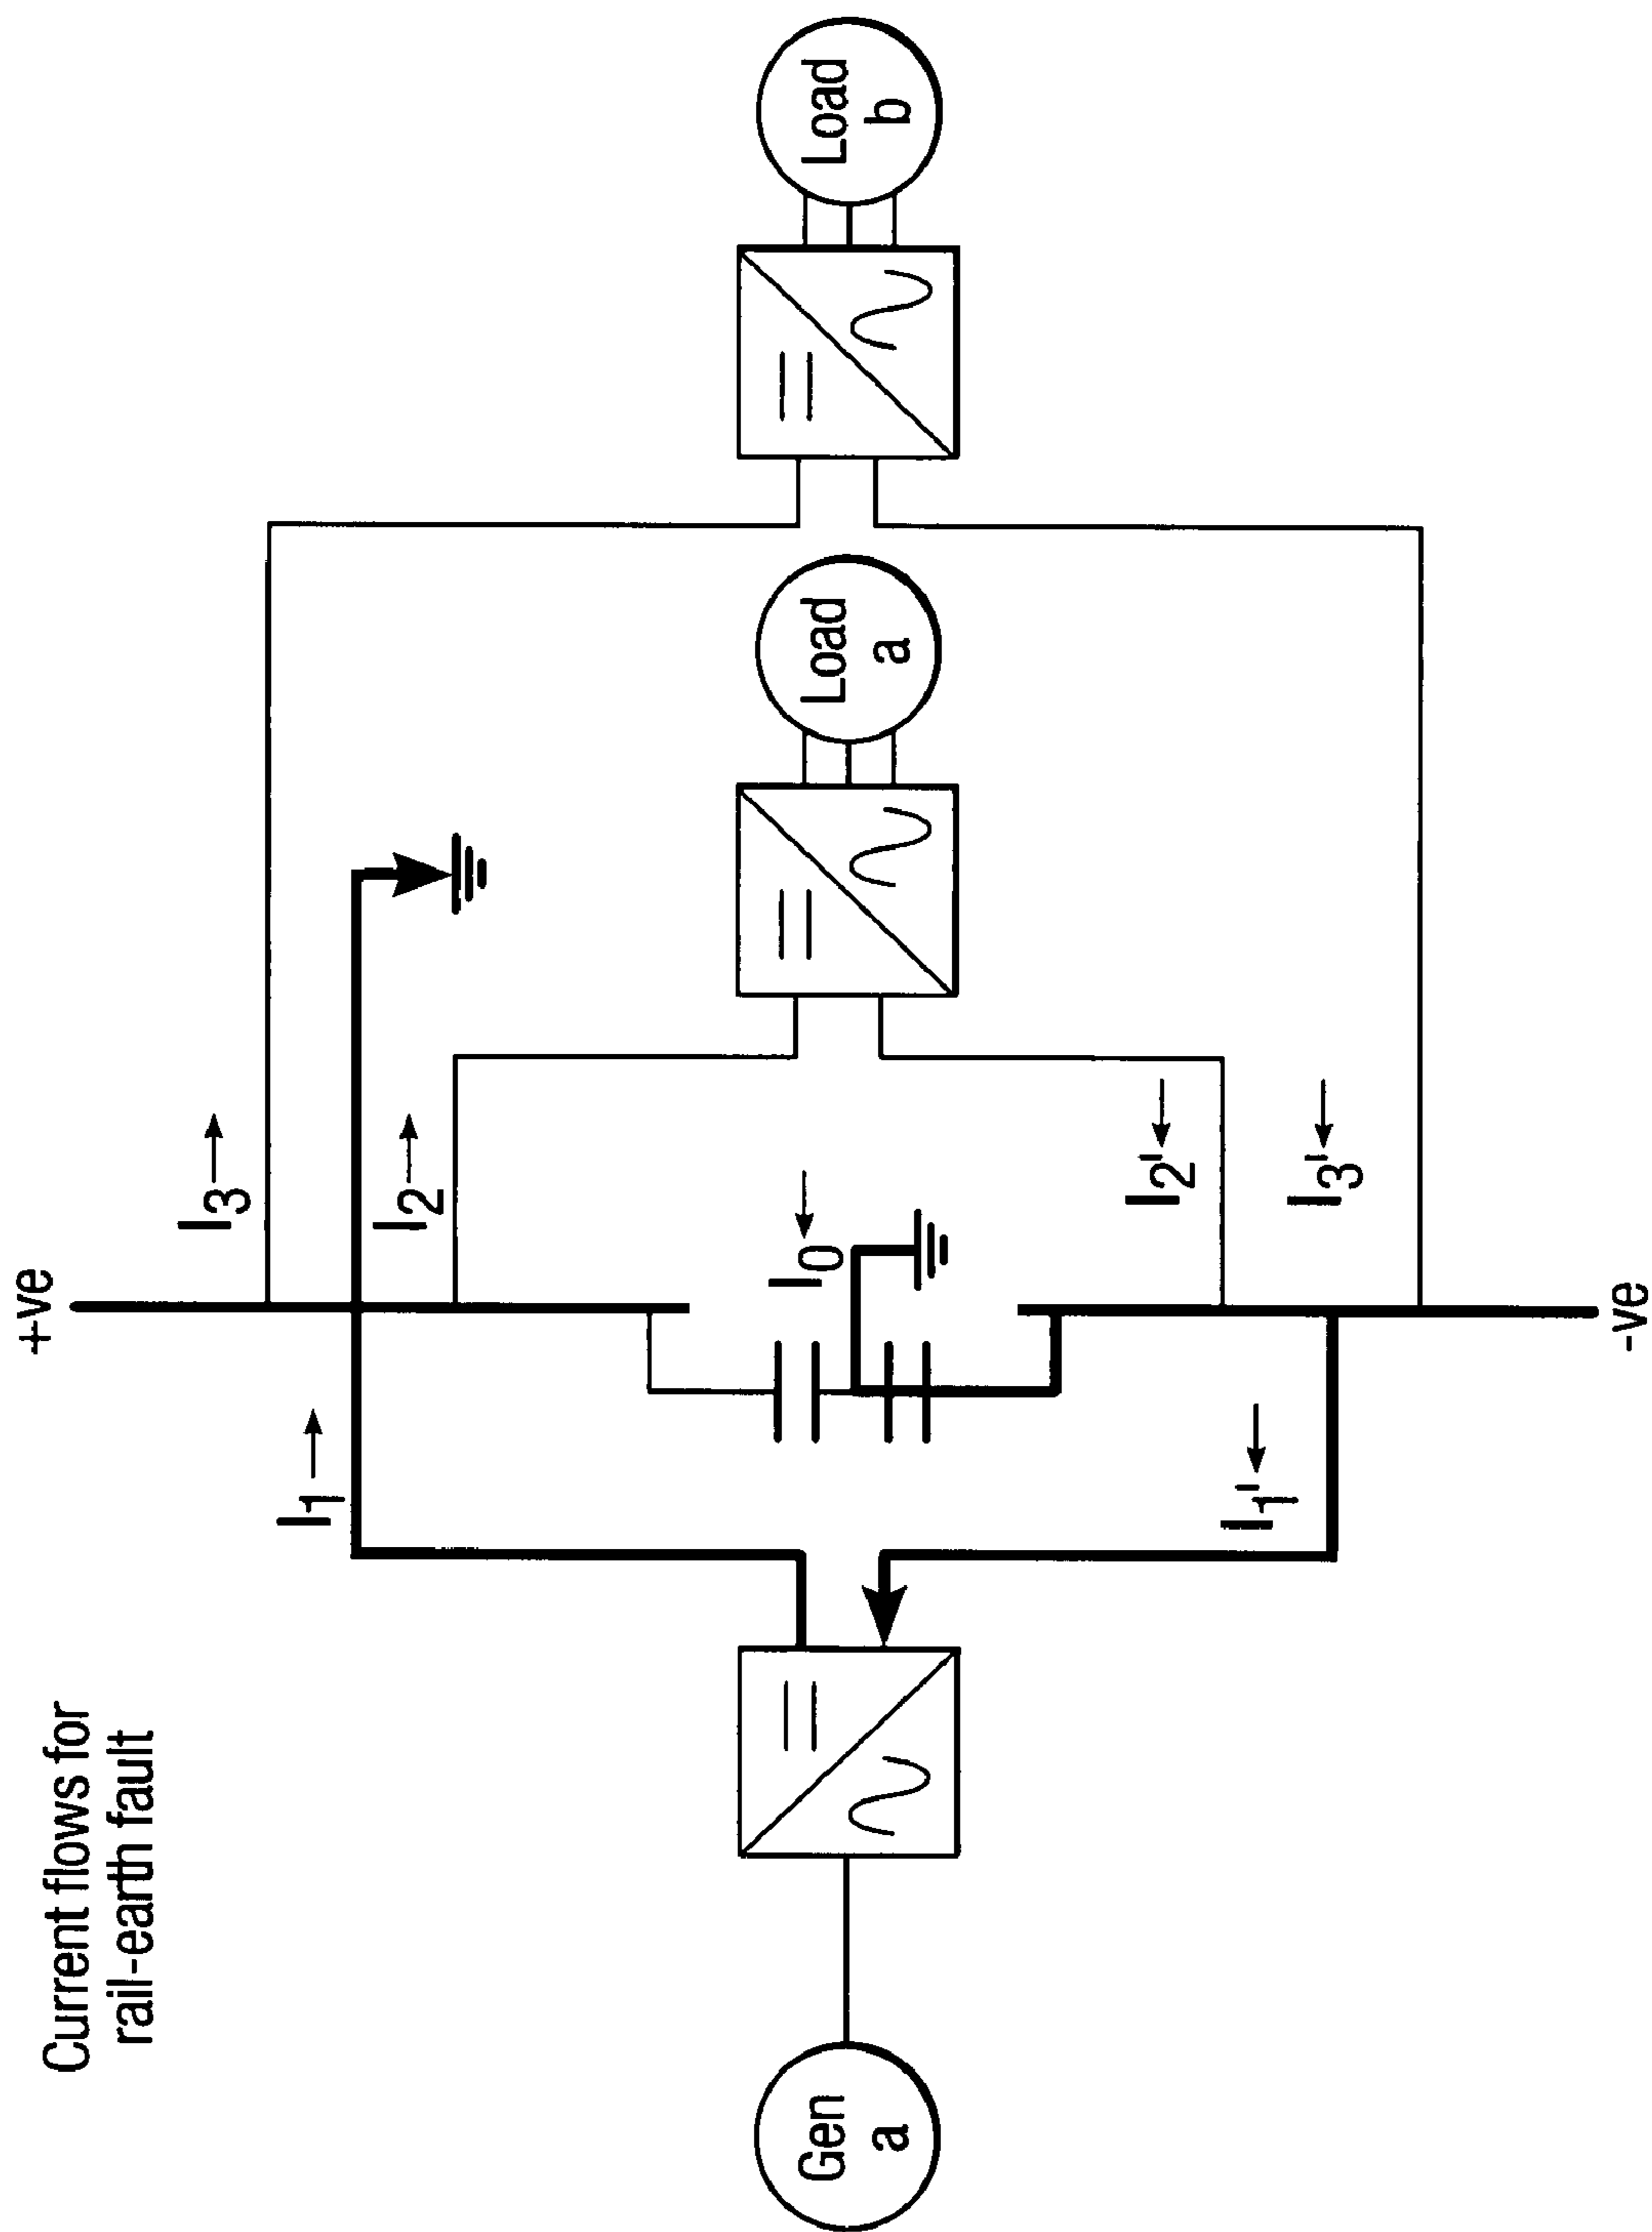 Current flows for
rail-earth fault
+ve
I3
I1
I2
I0
I2'
I1'
I3'
-ve
Gen
a
Load
a
Load
b